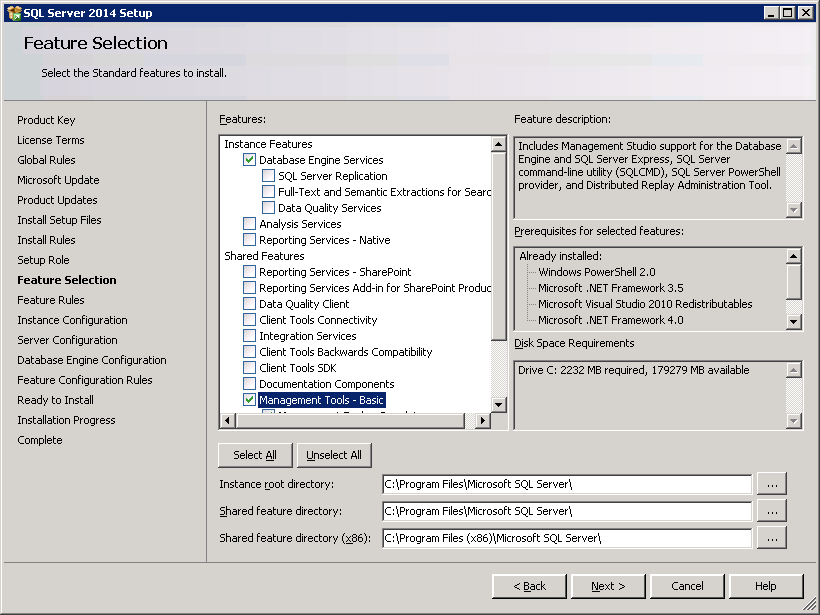 SQL Server 2014 Setup
Feature Selection
Select the Standard features to install.
Product Key
License Terms
Global Rules
Microsoft Update
Product Updates
Install Setup Files
Install Rules
Setup Role
Feature Selection
Feature Rules
Instance Configuration
Server Configuration
Database Engine Configuration
Feature Configuration Rules
Ready to Install
Installation Progress
Complete
Features:
Instance Features
Database Engine Services
SQL Server Replication
Full-Text and Semantic Extractions for Searc
Data Quality Services
Analysis Services
Reporting Services - Native
Shared Features
Reporting Services - SharePoint
Reporting Services Add-in for SharePoint Produc
Data Quality Client
Client Tools Connectivity
Integration Services
Client Tools Backwards Compatibility
Client Tools SDK
Documentation Components
Management Tools - Basic
Feature description:
Includes Management Studio support for the Database
Engine and SQL Server Express, SQL Server
command-line utility (SQLCMD), SQL Server PowerShell
provider, and Distributed Replay Administration Tool.
Prerequisites for selected features:
Already installed:
Windows PowerShell 2.0
Microsoft .NET Framework 3.5
Microsoft Visual Studio 2010 Redistributables
Microsoft .NET Framework 4.0
Disk Space Requirements
Drive C: 2232 MB required, 179279 MB available
Select All
Unselect All
Instance root directory:
C:\Program Files\Microsoft SQL Server\
...
Shared feature directory:
C:\Program Files\Microsoft SQL Server\
...
Shared feature directory (x86):
C:\Program Files (x86)\Microsoft SQL Server\
...
< Back
Next >
Cancel
Help